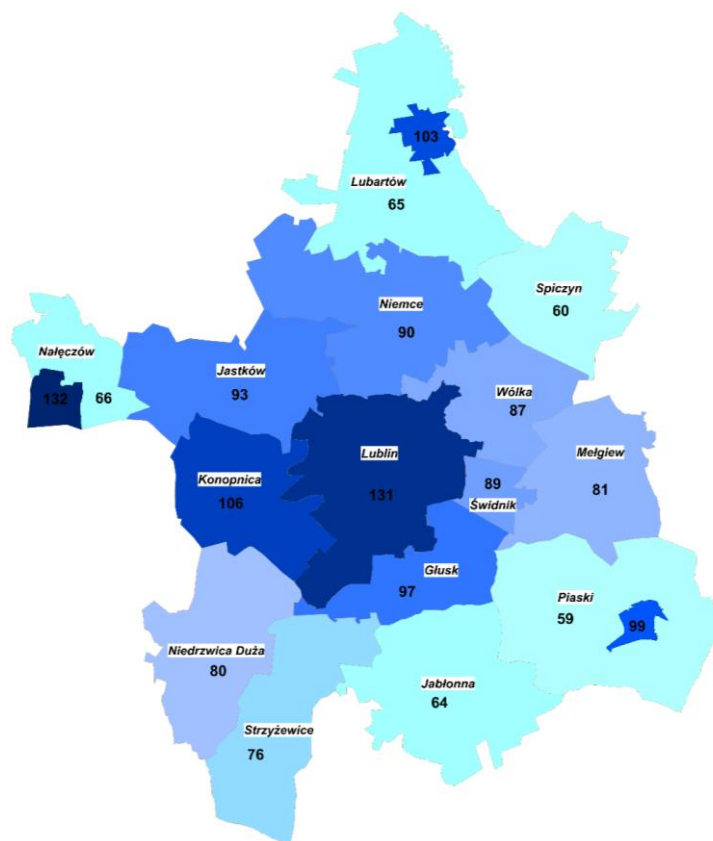 103
Lubartów
65
Spiczyn
60
Niemce
90
Nałęczów
132
66
Jastków
93
Wólka
87
Lublin
131
Konopnica
106
89
Świdnik
Mełgiew
81
Głusk
97
Piaski
59
99
Niedrzwica Duża
80
Jabłonna
64
Strzyżewice
76